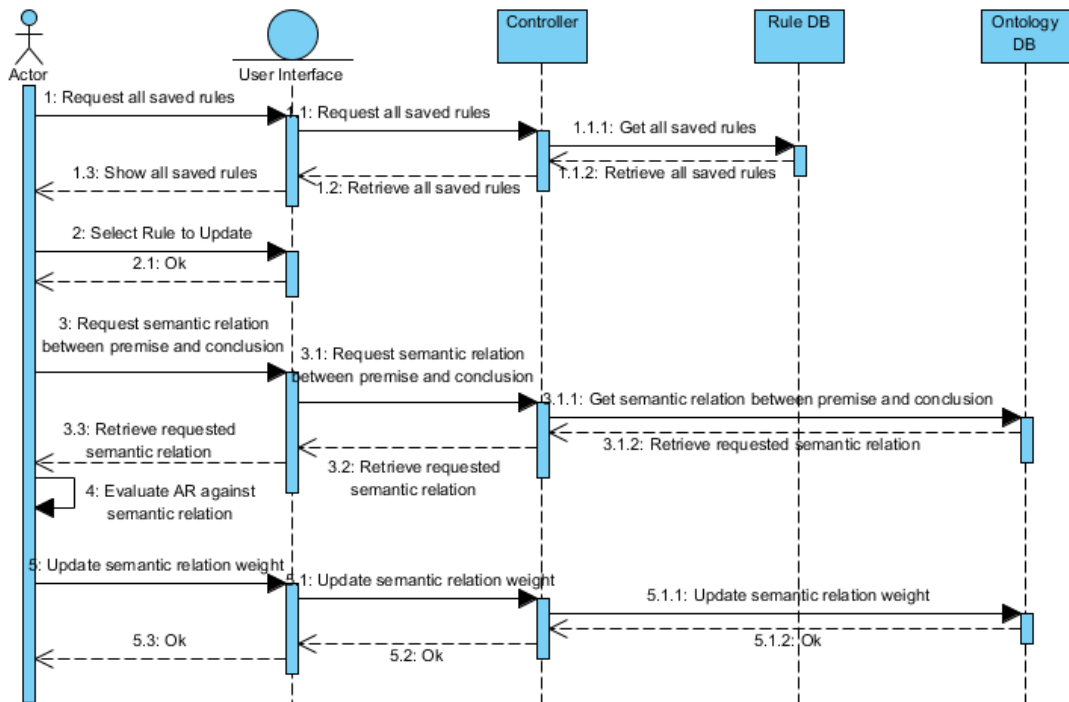 Actor
User Interface
Controller
Rule DB
Ontology
DB
1: Request all saved rules
1.1: Request all saved rules
1.1.1: Get all saved rules
1.1.2: Retrieve all saved rules
1.2: Retrieve all saved rules
1.3: Show all saved rules
2: Select Rule to Update
2.1: Ok
3: Request semantic relation
between premise and conclusion
3.1: Request semantic relation
between premise and conclusion
3.1.1: Get semantic relation between premise and conclusion
3.1.2: Retrieve requested semantic relation
3.2: Retrieve requested
semantic relation
3.3: Retrieve requested
semantic relation
4: Evaluate AR against
semantic relation
5: Update semantic relation weight
5.1: Update semantic relation weight
5.1.1: Update semantic relation weight
5.1.2: Ok
5.2: Ok
5.3: Ok